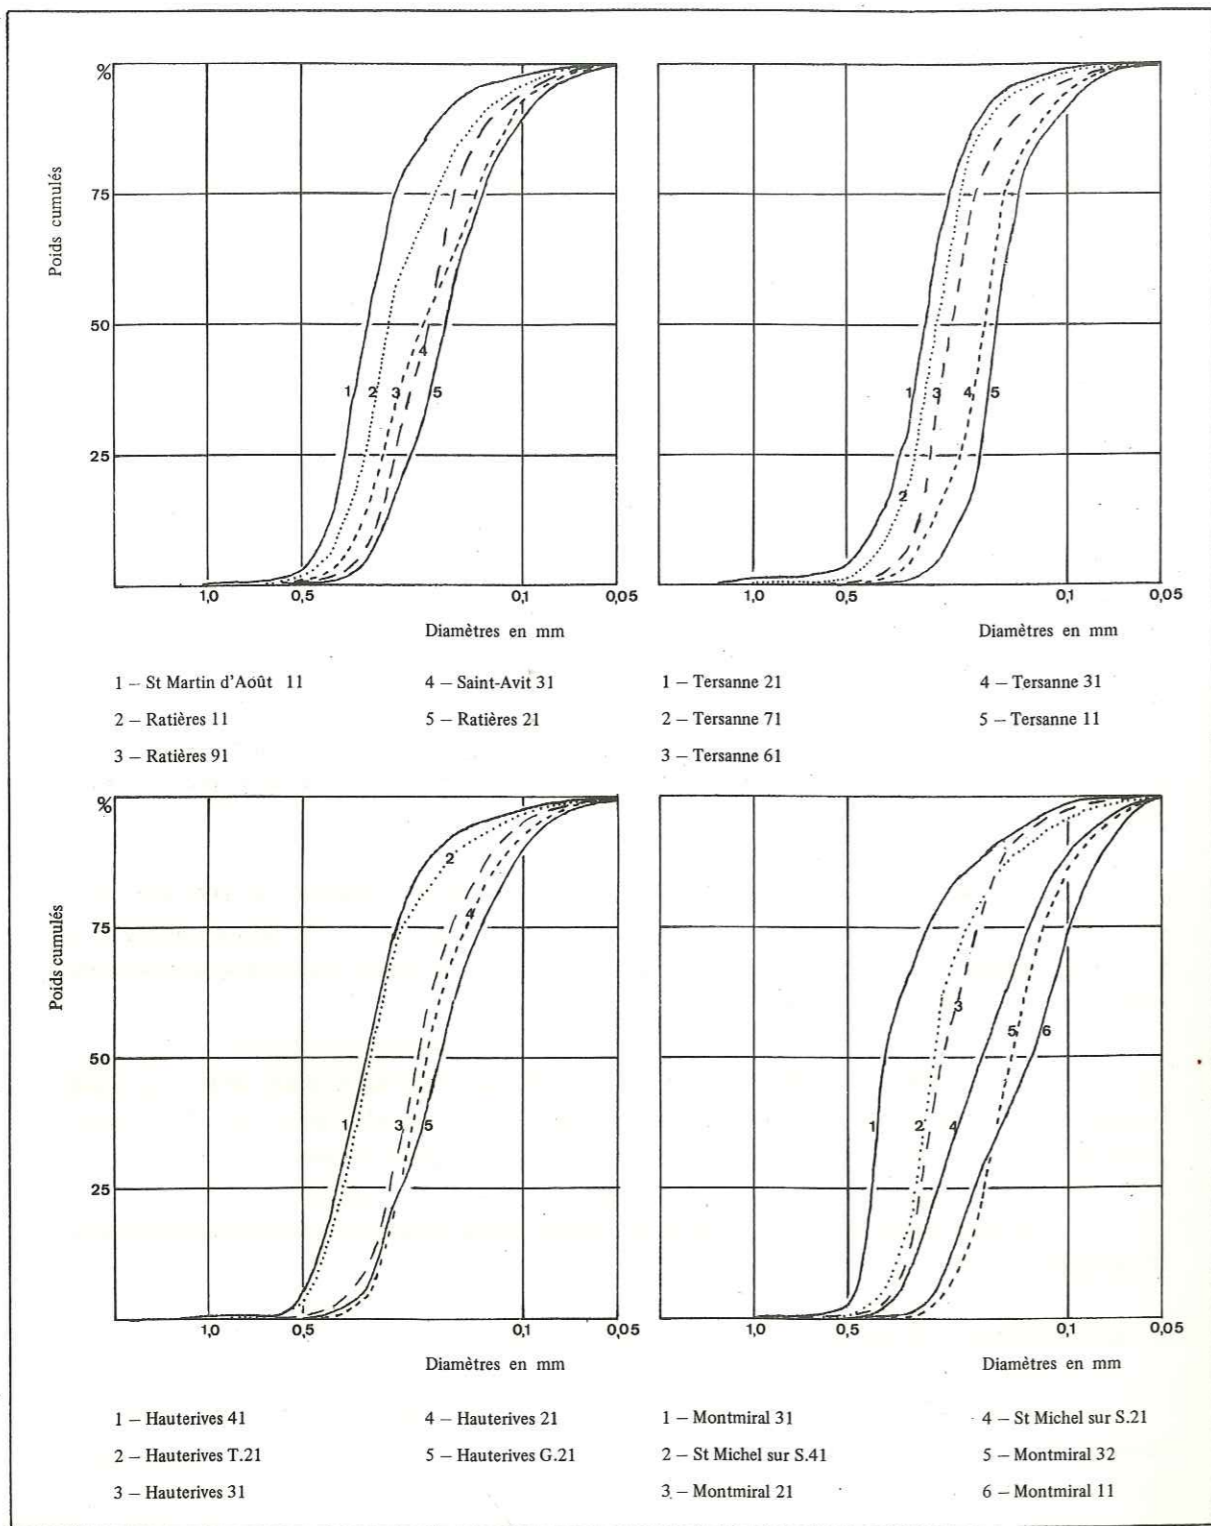 %
Poids cumulés
75
50
25
1 2 3 4 5
1,0 0,5 0,1 0,05
Diamètres en mm
1 2 3 4 5
1,0 0,5 0,1 0,05
Diamètres en mm
1 – St Martin d'Août 11
2 – Ratières 11
3 – Ratières 91
4 – Saint-Avit 31
5 – Ratières 21
1 – Tersanne 21
2 – Tersanne 71
3 – Tersanne 61
4 – Tersanne 31
5 – Tersanne 11
%
Poids cumulés
75
50
25
1 2 3 4 5
1,0 0,5 0,1 0,05
Diamètres en mm
1 2 3 4 5 6
1,0 0,5 0,1 0,05
Diamètres en mm
1 – Hauterives 41
2 – Hauterives T.21
3 – Hauterives 31
4 – Hauterives 21
5 – Hauterives G.21
1 – Montmiral 31
2 – St Michel sur S.41
3 – Montmiral 21
4 – St Michel sur S.21
5 – Montmiral 32
6 – Montmiral 11